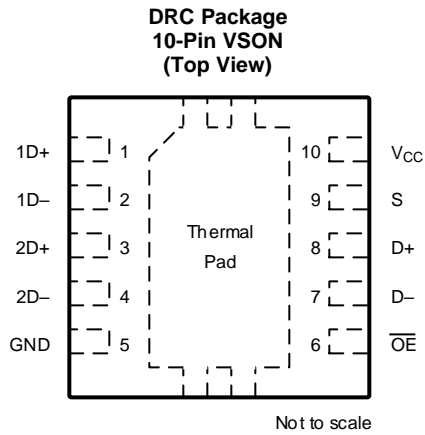 DRC Package
10-Pin VSON
(Top View)
1D+ 1 10 VCC
1D– 2 9 S
2D+ 3 8 D+
2D– 4 7 D–
GND 5 6 O̅E̅
Thermal
Pad
Not to scale